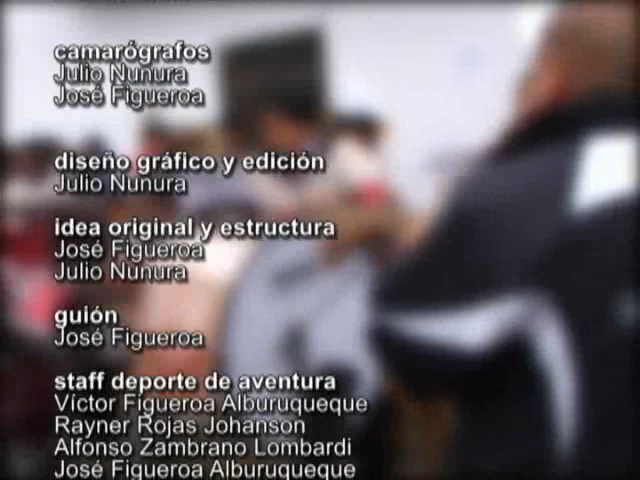 camarógrafos
Julio Nunura
José Figueroa
diseño gráfico y edición
Julio Nunura
idea original y estructura
José Figueroa
Julio Nunura
guión
José Figueroa
staff deporte de aventura
Víctor Figueroa Alburuqueque
Rayner Rojas Johanson
Alfonso Zambrano Lombardi
José Figueroa Alburuqueque